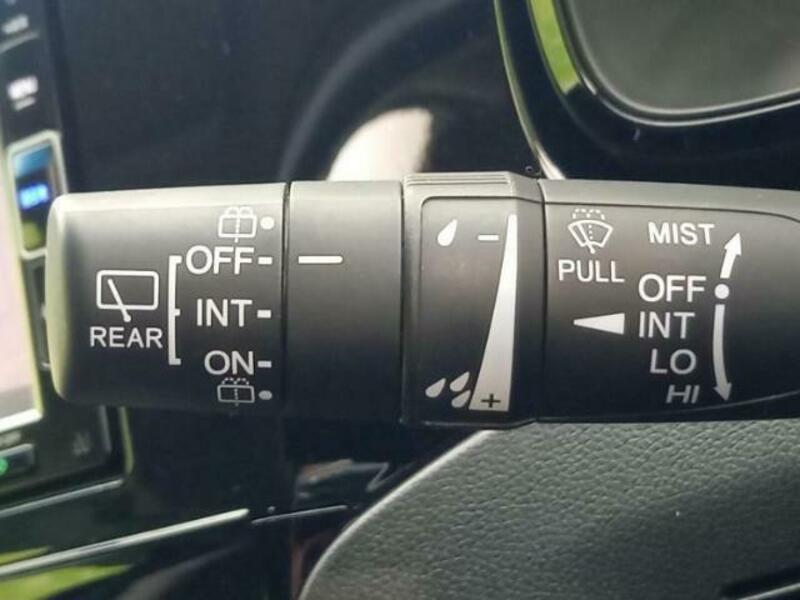 REAR
OFF
INT
ON
−
+
PULL
MIST
OFF
INT
LO
HI